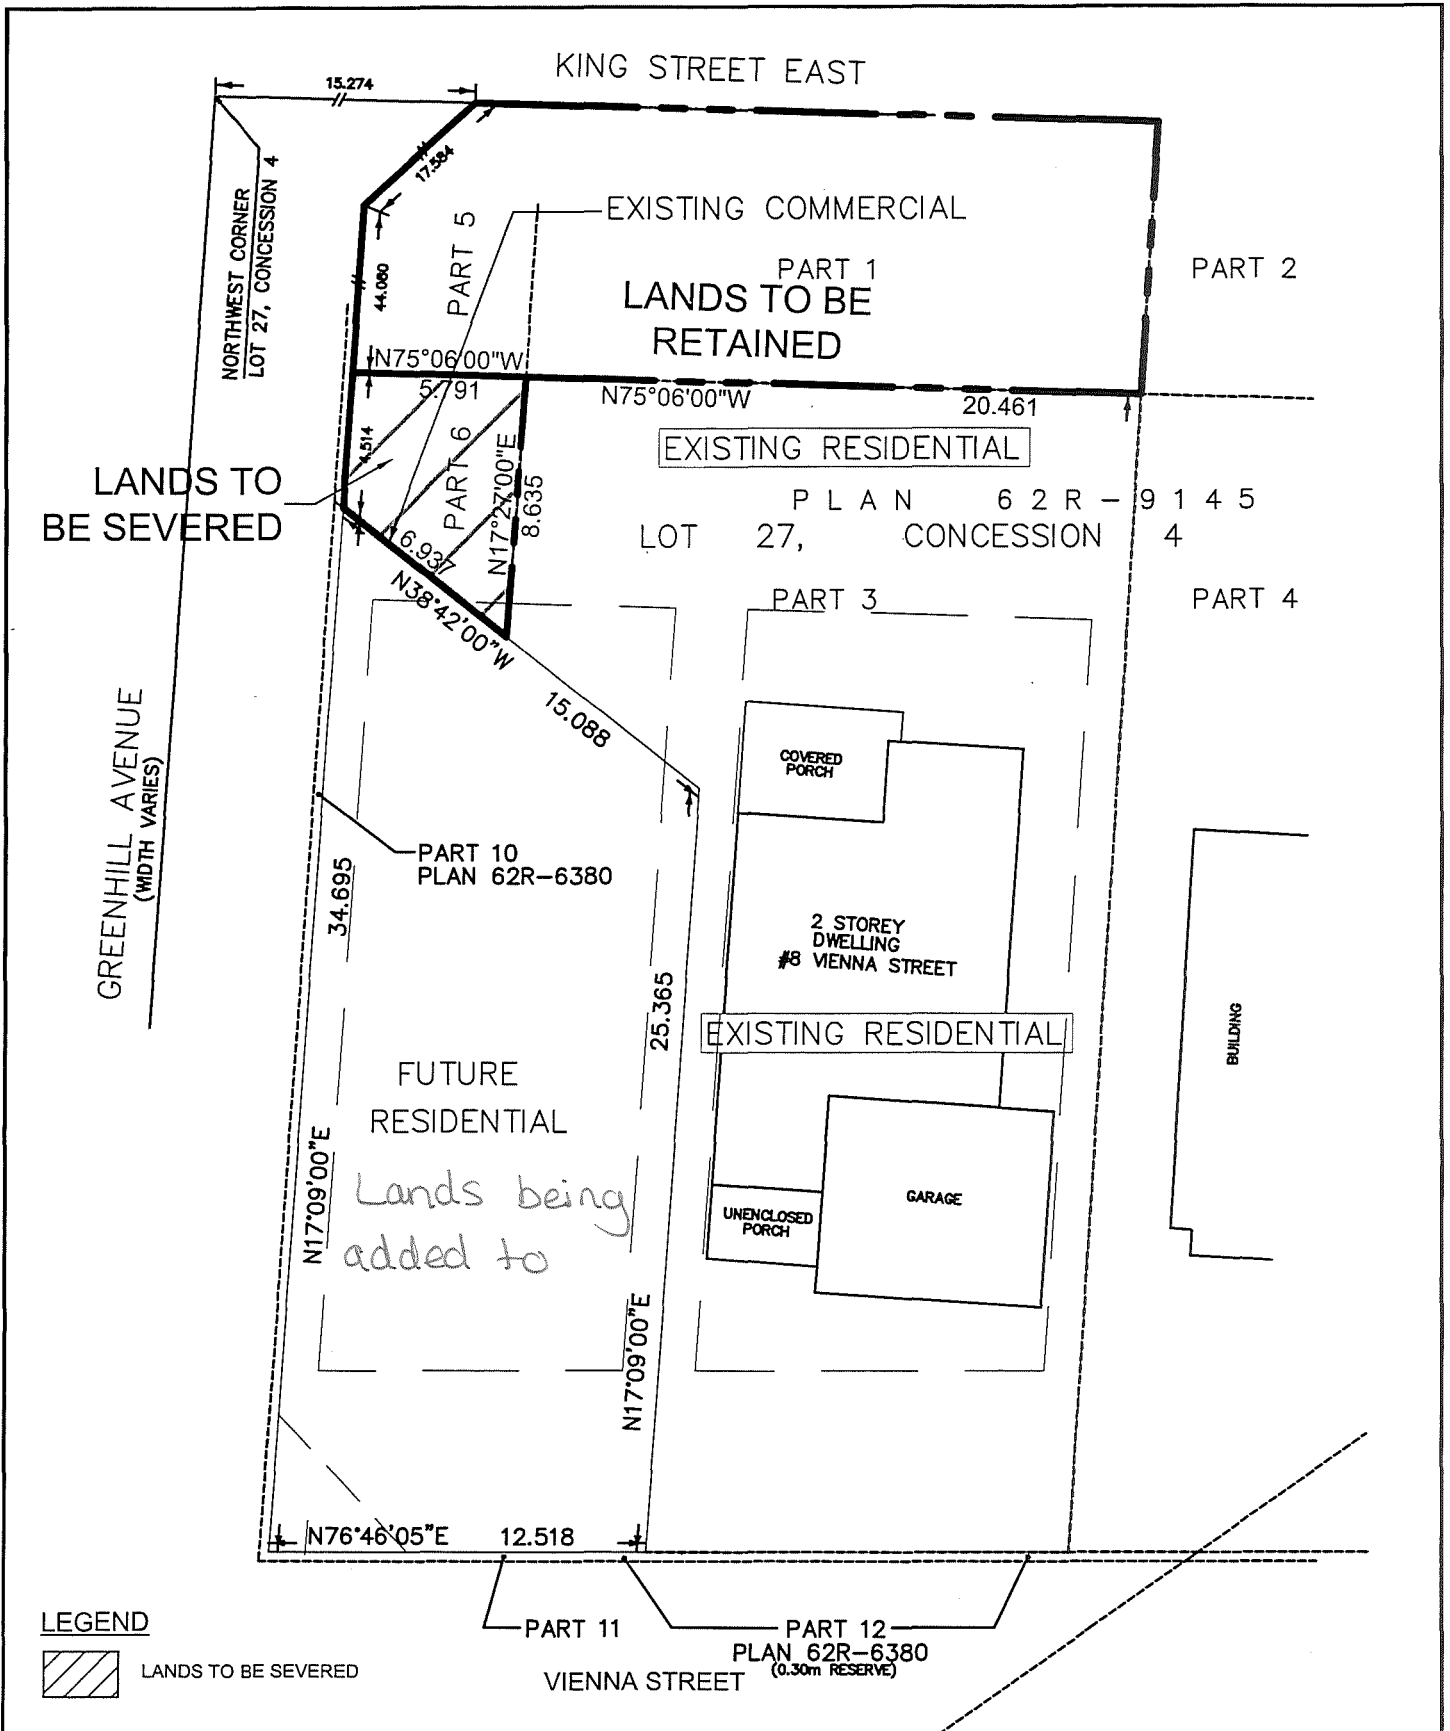 KING STREET EAST
15.274
17.584
NORTHWEST CORNER
LOT 27, CONCESSION 4
44.060
PART 5
EXISTING COMMERCIAL
PART 1
LANDS TO BE
RETAINED
PART 2
N75°06'00"W
5.791
N75°06'00"W
20.461
4.514
PART 6
N17°27'00"E
8.635
EXISTING RESIDENTIAL
LANDS TO
BE SEVERED
PLAN 62R-9145
LOT 27, CONCESSION 4
6.937
N38°42'00"W
PART 3
PART 4
15.088
GREENHILL AVENUE
(WIDTH VARIES)
COVERED
PORCH
PART 10
PLAN 62R-6380
34.695
2 STOREY
DWELLING
#8 VIENNA STREET
25.365
EXISTING RESIDENTIAL
BUILDING
FUTURE
RESIDENTIAL
N17°09'00"E
Lands being
added to
GARAGE
UNENCLOSED
PORCH
N17°09'00"E
N76°46'05"E 12.518
PART 11
PART 12
PLAN 62R-6380
(0.30m RESERVE)
VIENNA STREET
LEGEND
LANDS TO BE SEVERED